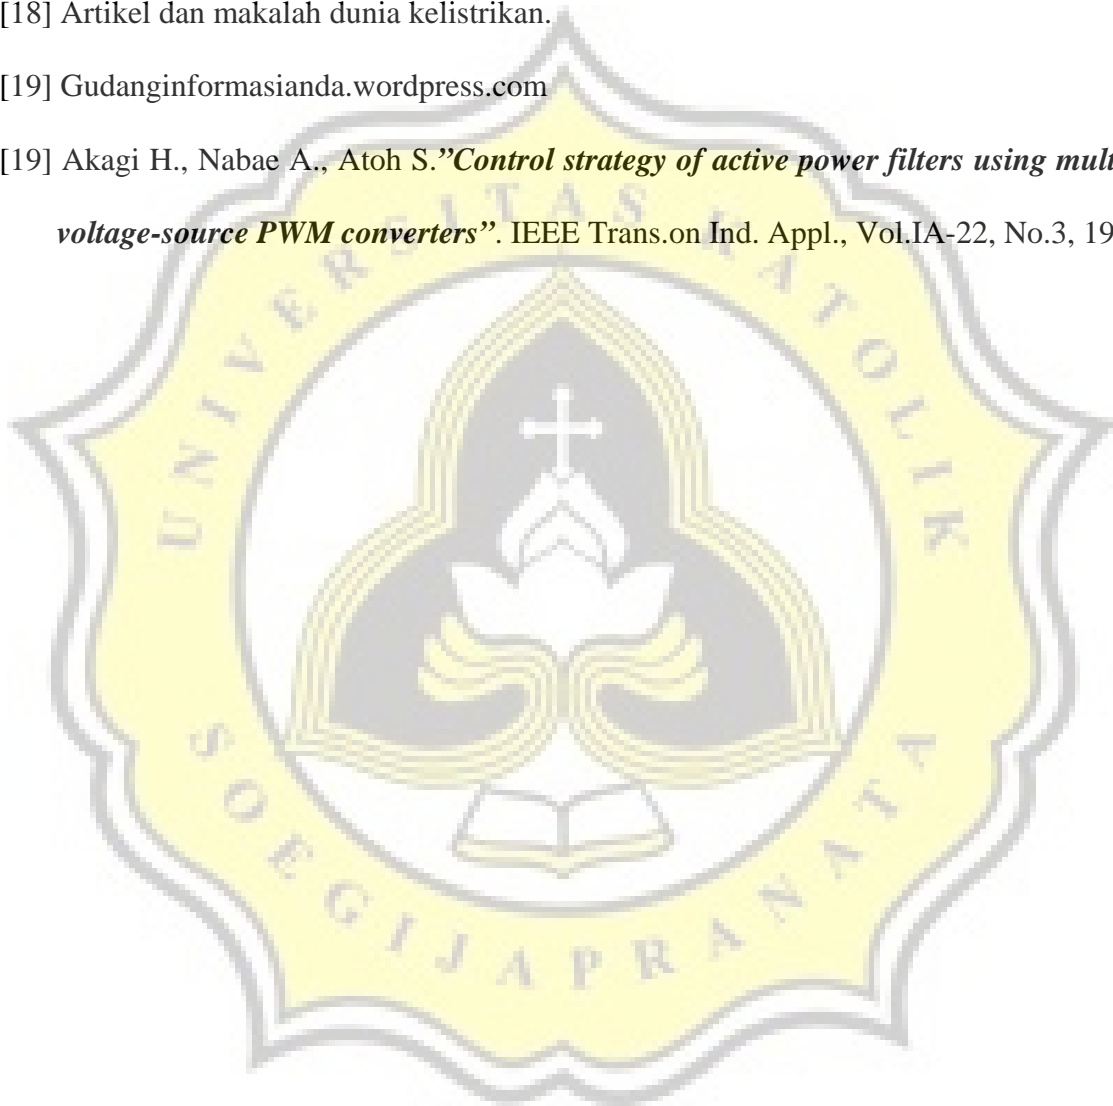 [18] Artikel dan makalah dunia kelistrikan.
[19] Gudanginformasianda.wordpress.com
[19] Akagi H., Nabae A., Atoh S.”Control strategy of active power filters using
voltage-source PWM converters”. IEEE Trans.on Ind. Appl., Vol.IA-22, No.3,
UNIVERSITAS KATOLIK
SOEGIJAPRANATA